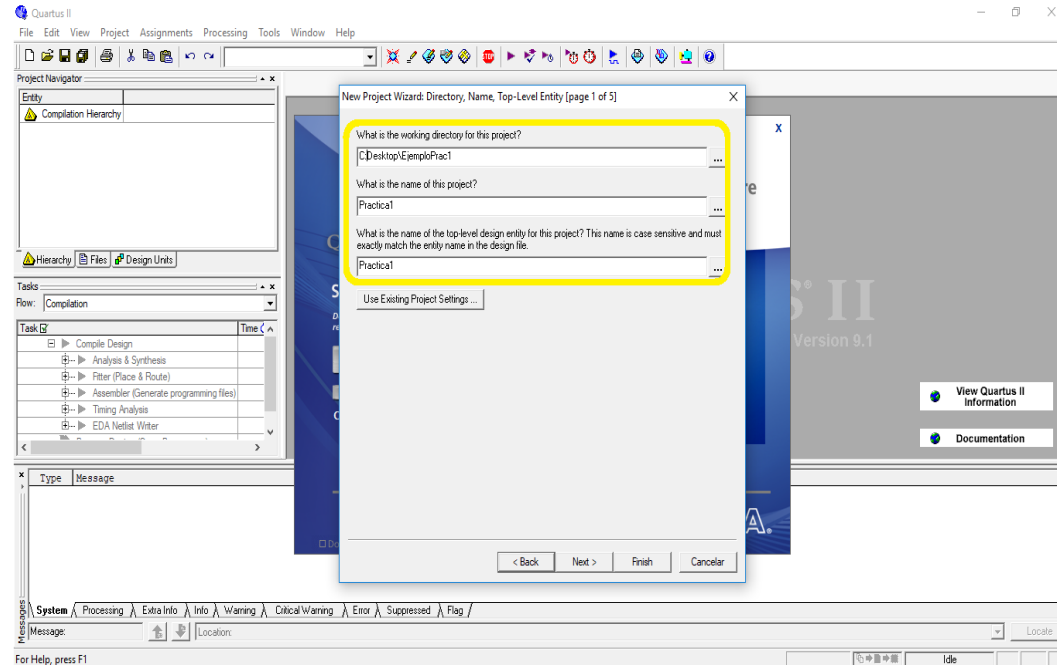 Quartus II
File Edit View Project Assignments Processing Tools Window Help
Project Navigator
Entity
Compilation Hierarchy
Hierarchy Files Design Units
Tasks
Flow: Compilation
Task Time
Compile Design
Analysis & Synthesis
Fitter (Place & Route)
Assembler (Generate programming files)
Timing Analysis
EDA Netlist Writer
New Project Wizard: Directory, Name, Top-Level Entity [page 1 of 5]
What is the working directory for this project?
C:\Desktop\EjemploPrac1
...
What is the name of this project?
Practica1
...
What is the name of the top-level design entity for this project? This name is case sensitive and must
exactly match the entity name in the design file.
Practica1
...
Use Existing Project Settings ...
< Back Next > Finish Cancelar
X
re
A.
II
Version 9.1
View Quartus II
Information
Documentation
Type Message
System Processing Extra Info Info Warning Critical Warning Error Suppressed Flag
Messages
Message: Location: Locate
For Help, press F1 Idle